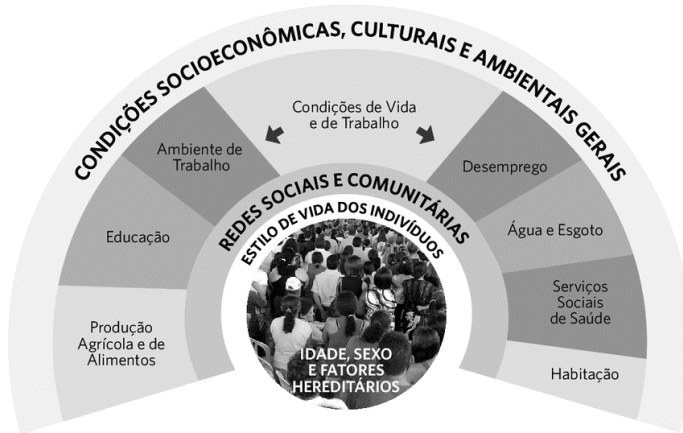 CONDIÇÕES SOCIOECONÔMICAS, CULTURAIS E AMBIENTAIS GERAIS
Condições de Vida
e de Trabalho
Ambiente de
Trabalho
Desemprego
Educação
Água e Esgoto
Produção
Agrícola e de
Alimentos
Serviços
Sociais
de Saúde
Habitação
REDES SOCIAIS E COMUNITÁRIAS
ESTILO DE VIDA DOS INDIVÍDUOS
IDADE, SEXO
E FATORES
HEREDITÁRIOS